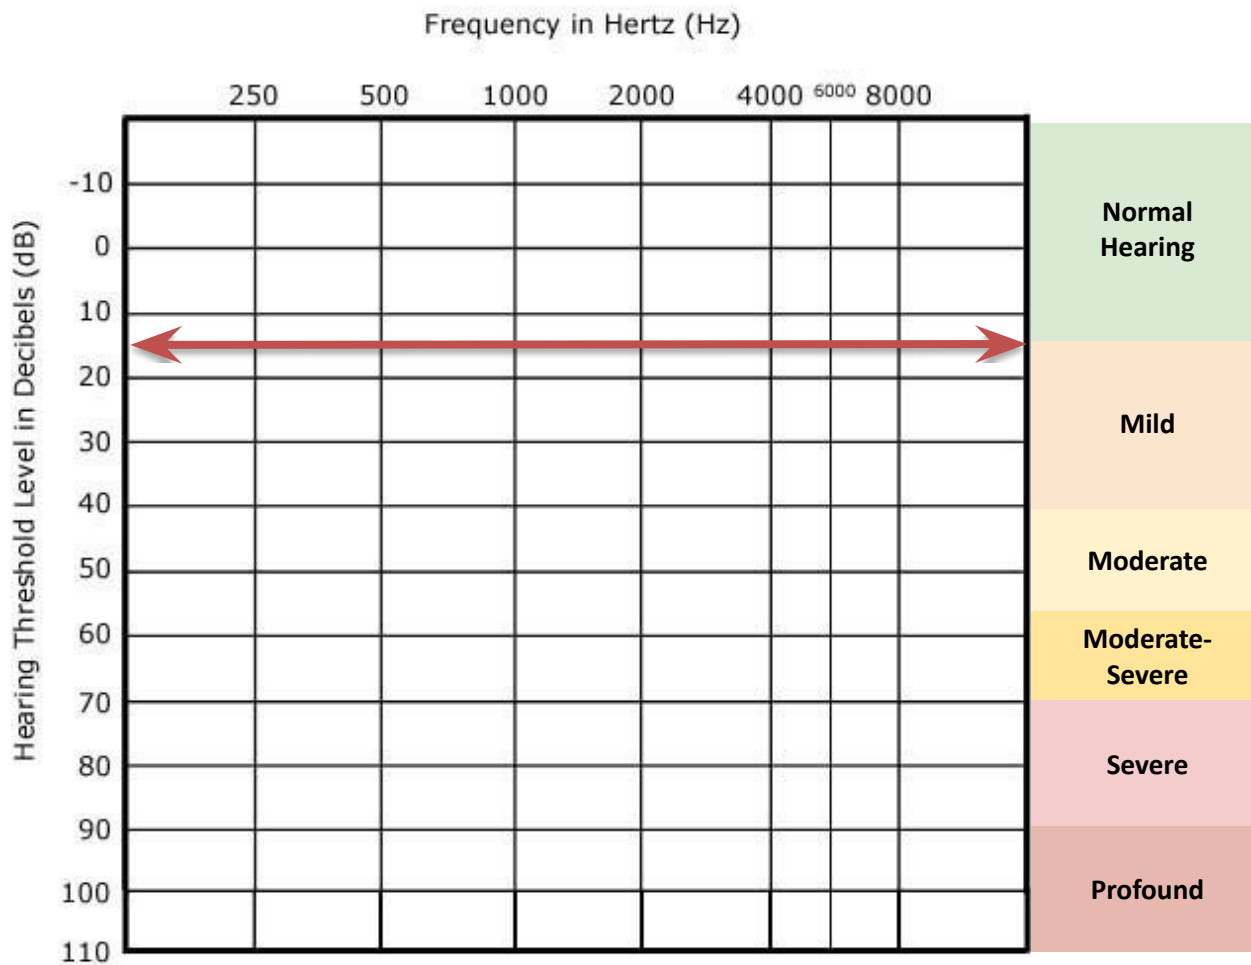 Frequency in Hertz (Hz)
250 500 1000 2000 4000 6000 8000
Hearing Threshold Level in Decibels (dB)
-10
0
10
20
30
40
50
60
70
80
90
100
110
Normal
Hearing
Mild
Moderate
Moderate-
Severe
Severe
Profound